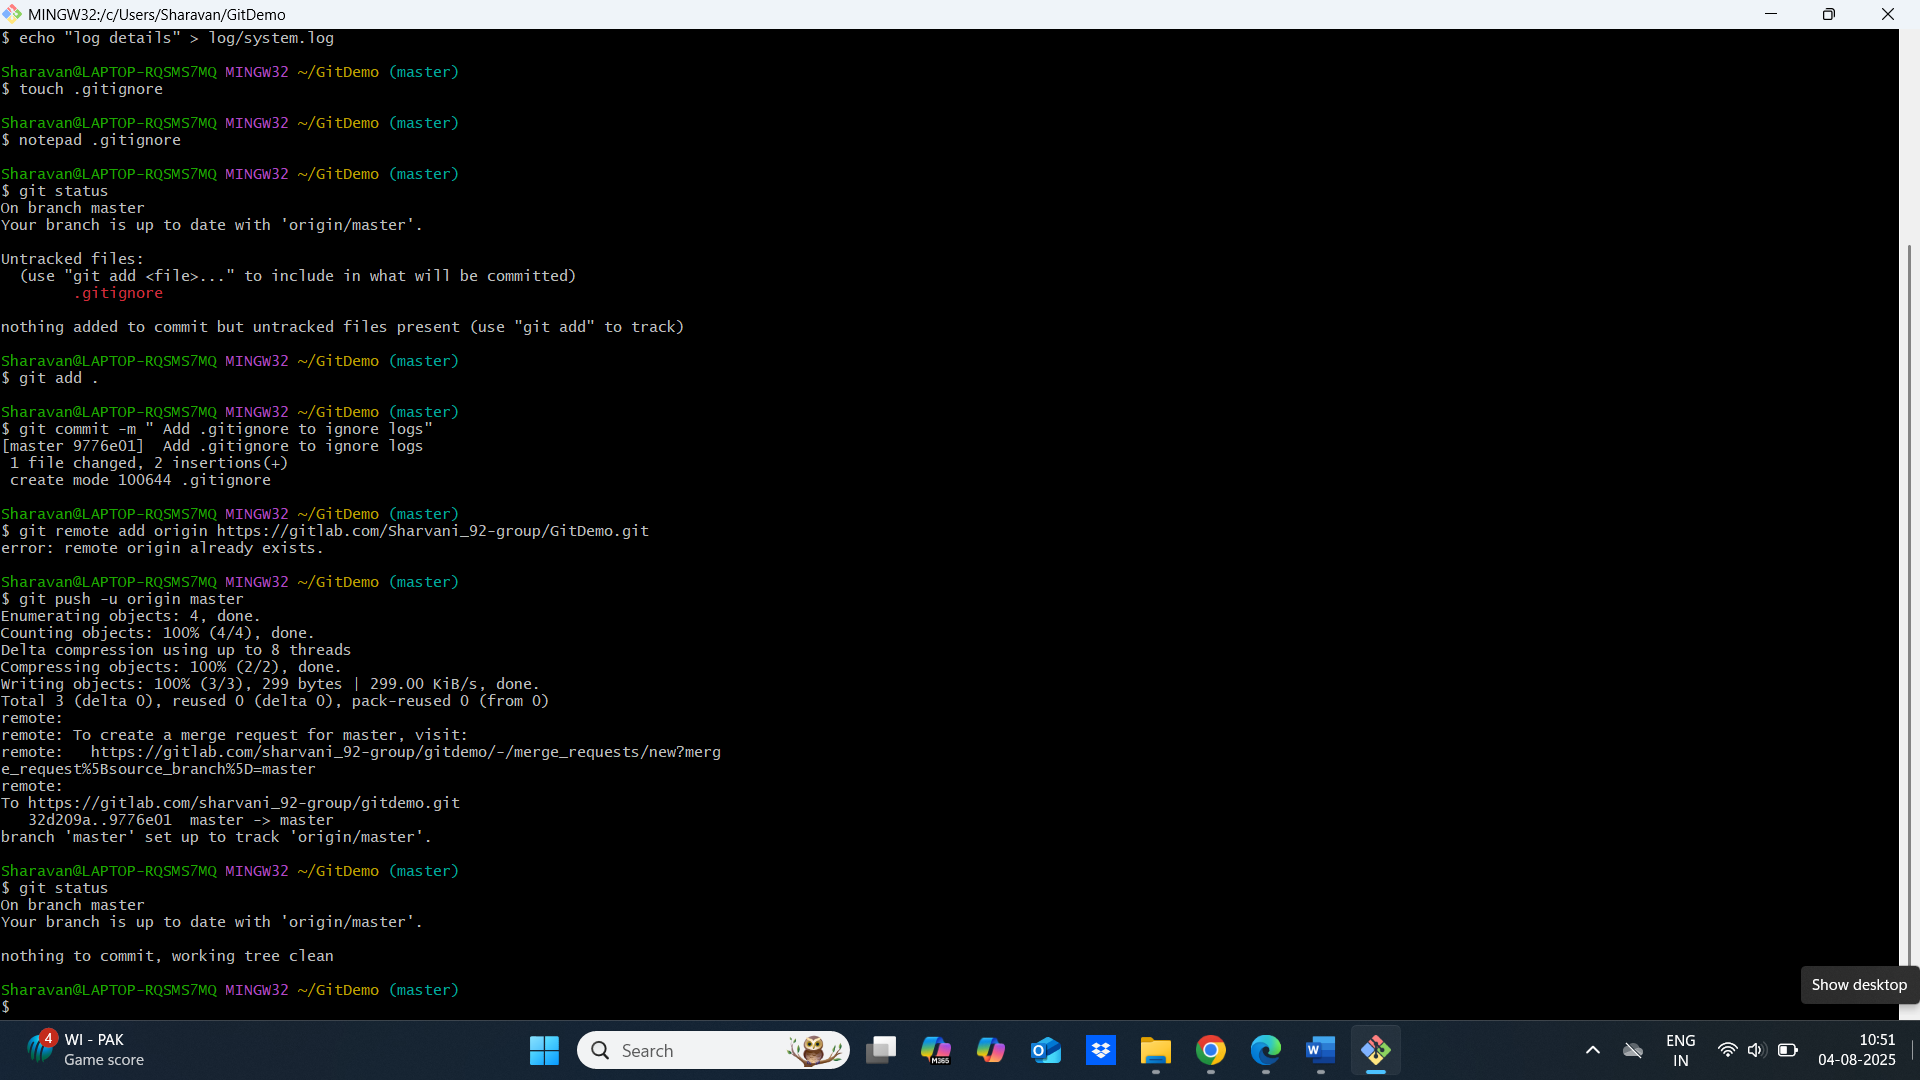 MINGW32:/c/Users/Sharavan/GitDemo
$ echo "log details" > log/system.log
Sharavan@LAPTOP-RQSMS7MQ MINGW32 ~/GitDemo (master)
$ touch .gitignore
Sharavan@LAPTOP-RQSMS7MQ MINGW32 ~/GitDemo (master)
$ notepad .gitignore
Sharavan@LAPTOP-RQSMS7MQ MINGW32 ~/GitDemo (master)
$ git status
On branch master
Your branch is up to date with 'origin/master'.
Untracked files:
  (use "git add <file>..." to include in what will be committed)
        .gitignore
nothing added to commit but untracked files present (use "git add" to track)
Sharavan@LAPTOP-RQSMS7MQ MINGW32 ~/GitDemo (master)
$ git add .
Sharavan@LAPTOP-RQSMS7MQ MINGW32 ~/GitDemo (master)
$ git commit -m " Add .gitignore to ignore logs"
[master 9776e01]  Add .gitignore to ignore logs
 1 file changed, 2 insertions(+)
 create mode 100644 .gitignore
Sharavan@LAPTOP-RQSMS7MQ MINGW32 ~/GitDemo (master)
$ git remote add origin https://gitlab.com/Sharvani_92-group/GitDemo.git
error: remote origin already exists.
Sharavan@LAPTOP-RQSMS7MQ MINGW32 ~/GitDemo (master)
$ git push -u origin master
Enumerating objects: 4, done.
Counting objects: 100% (4/4), done.
Delta compression using up to 8 threads
Compressing objects: 100% (2/2), done.
Writing objects: 100% (3/3), 299 bytes | 299.00 KiB/s, done.
Total 3 (delta 0), reused 0 (delta 0), pack-reused 0 (from 0)
remote:
remote: To create a merge request for master, visit:
remote:   https://gitlab.com/sharvani_92-group/gitdemo/-/merge_requests/new?merg
e_request%5Bsource_branch%5D=master
remote:
To https://gitlab.com/sharvani_92-group/gitdemo.git
   32d209a..9776e01  master -> master
branch 'master' set up to track 'origin/master'.
Sharavan@LAPTOP-RQSMS7MQ MINGW32 ~/GitDemo (master)
$ git status
On branch master
Your branch is up to date with 'origin/master'.
nothing to commit, working tree clean
Sharavan@LAPTOP-RQSMS7MQ MINGW32 ~/GitDemo (master)
$
Show desktop
4
WI - PAK
Game score
Search
M365
ENG
IN
10:51
04-08-2025